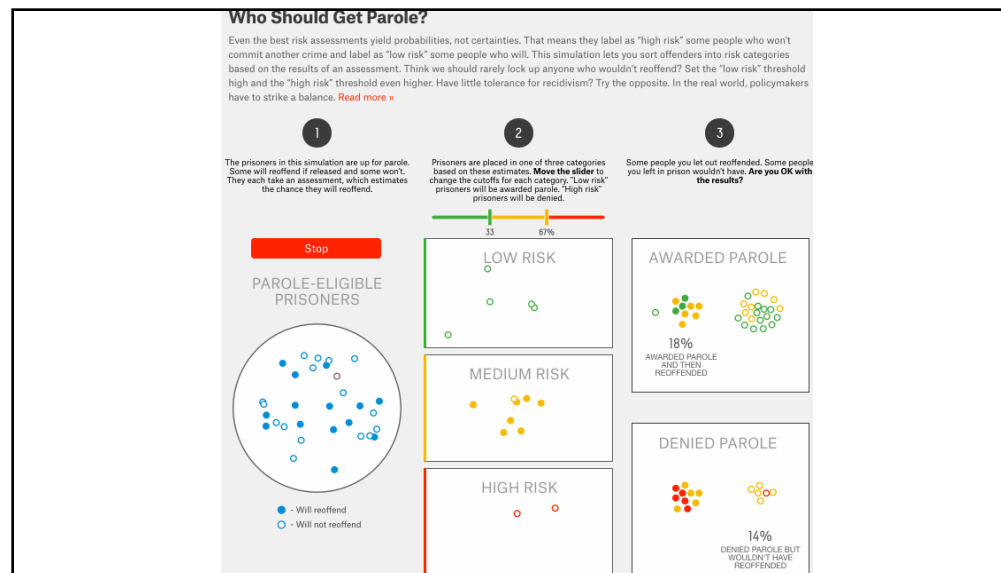 Who Should Get Parole?
Even the best risk assessments yield probabilities, not certainties. That means they label as “high risk” some people who won’t
commit another crime and label as “low risk” some people who will. This simulation lets you sort offenders into risk categories
based on the results of an assessment. Think we should rarely lock up anyone who wouldn’t reoffend? Set the “low risk” threshold
high and the “high risk” threshold even higher. Have little tolerance for recidivism? Try the opposite. In the real world, policymakers
have to strike a balance. Read more »
1
The prisoners in this simulation are up for parole.
Some will reoffend if released and some won’t.
They each take an assessment, which estimates
the chance they will reoffend.
2
Prisoners are placed in one of three categories
based on these estimates. Move the slider to
change the cutoffs for each category. “Low risk”
prisoners will be awarded parole. “High risk”
prisoners will be denied.
33
67%
3
Some people you let out reoffended. Some people
you left in prison wouldn’t have. Are you OK with
the results?
Stop
PAROLE-ELIGIBLE
PRISONERS
- Will reoffend
- Will not reoffend
LOW RISK
MEDIUM RISK
HIGH RISK
AWARDED PAROLE
18%
AWARDED PAROLE
AND THEN
REOFFENDED
DENIED PAROLE
14%
DENIED PAROLE BUT
WOULDN’T HAVE
REOFFENDED